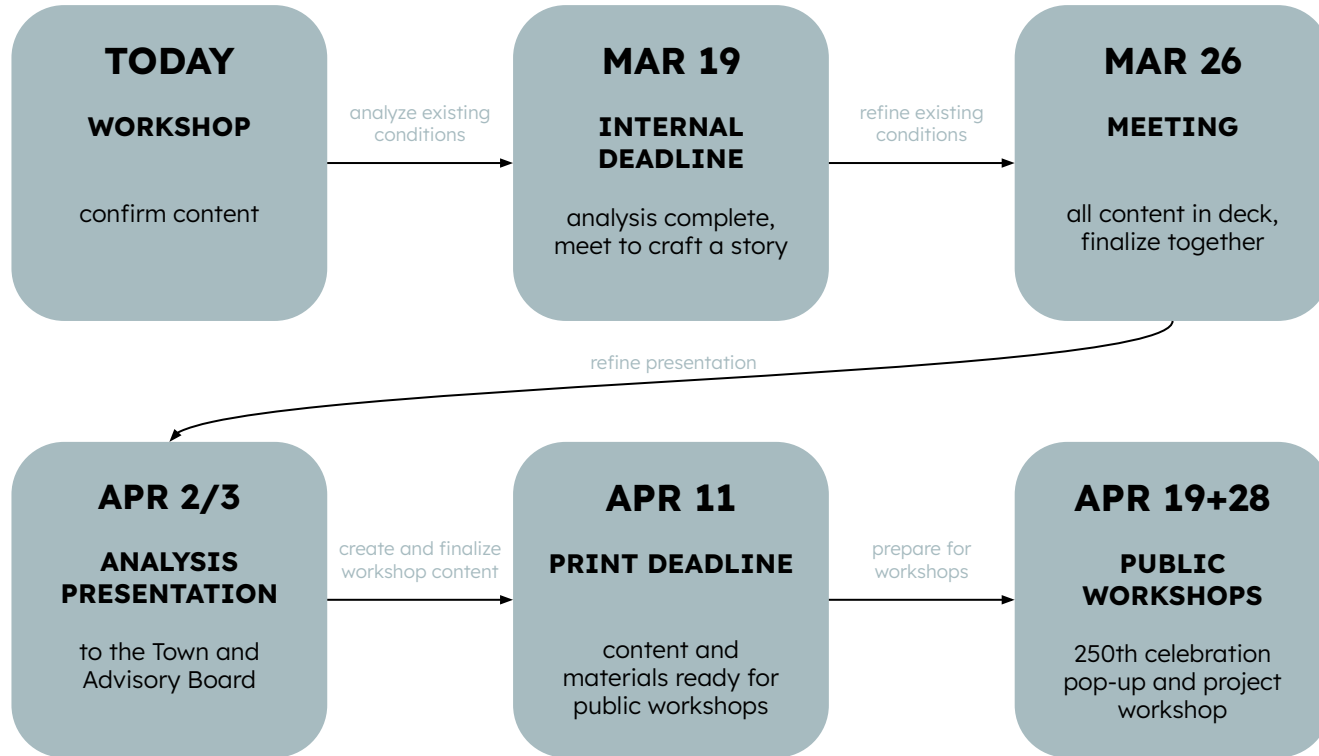 TODAY
WORKSHOP
confirm content
analyze existing
conditions
MAR 19
INTERNAL
DEADLINE
analysis complete,
meet to craft a story
refine existing
conditions
MAR 26
MEETING
all content in deck,
finalize together
refine presentation
APR 2/3
ANALYSIS
PRESENTATION
to the Town and
Advisory Board
create and finalize
workshop content
APR 11
PRINT DEADLINE
content and
materials ready for
public workshops
prepare for
workshops
APR 19+28
PUBLIC
WORKSHOPS
250th celebration
pop-up and project
workshop